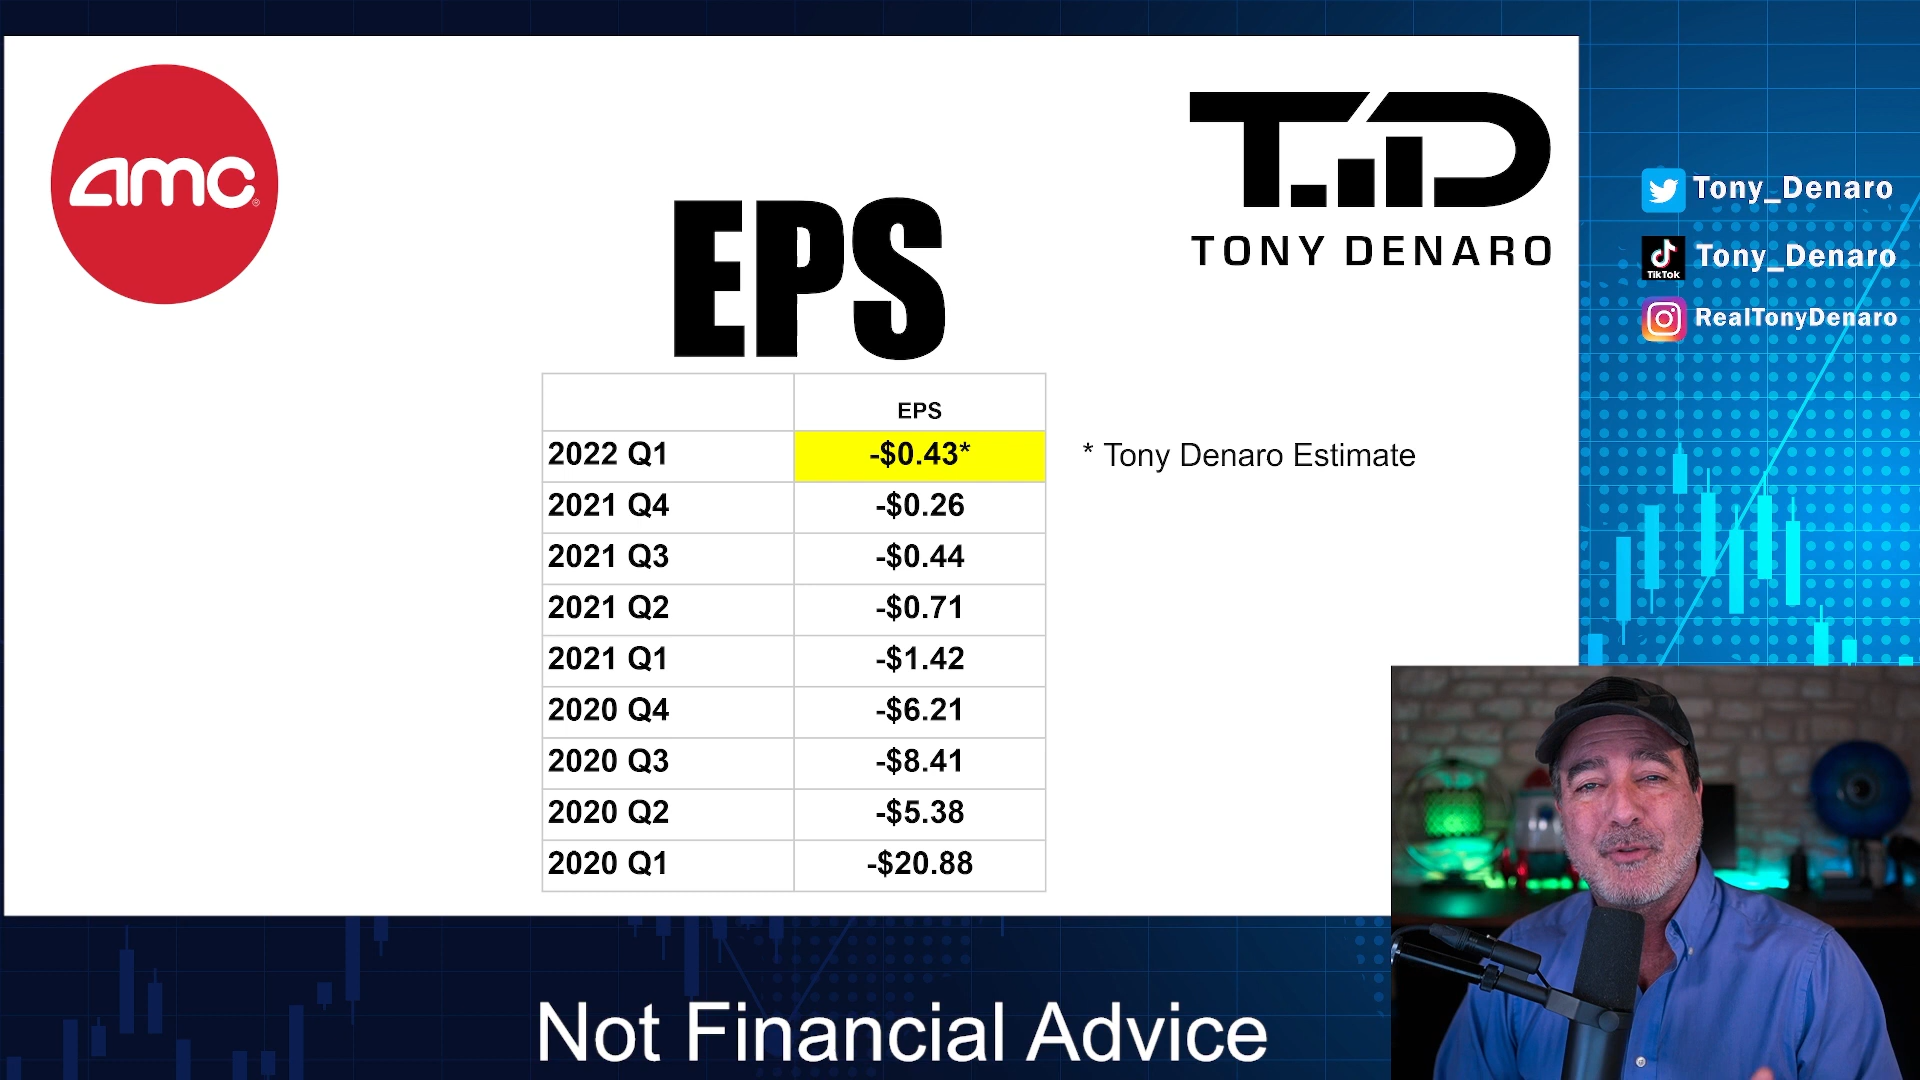 amc
TD
TONY DENARO
EPS
EPS
2022 Q1 -$0.43* * Tony Denaro Estimate
2021 Q4 -$0.26
2021 Q3 -$0.44
2021 Q2 -$0.71
2021 Q1 -$1.42
2020 Q4 -$6.21
2020 Q3 -$8.41
2020 Q2 -$5.38
2020 Q1 -$20.88
Tony_Denaro
TikTok
Tony_Denaro
RealTonyDenaro
Not Financial Advice